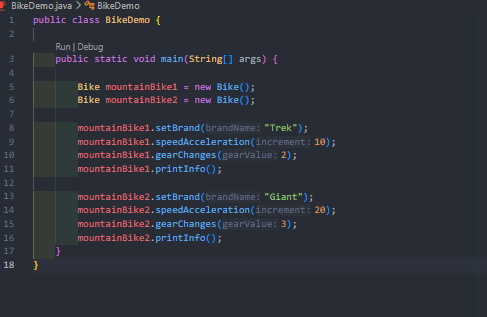 BikeDemo.java > BikeDemo
1 public class BikeDemo {
2
Run | Debug
3 public static void main(String[] args) {
4
5 Bike mountainBike1 = new Bike();
6 Bike mountainBike2 = new Bike();
7
8 mountainBike1.setBrand(brandName: "Trek");
9 mountainBike1.speedAcceleration(increment: 10);
10 mountainBike1.gearChanges(gearValue: 2);
11 mountainBike1.printInfo();
12
13 mountainBike2.setBrand(brandName: "Giant");
14 mountainBike2.speedAcceleration(increment: 20);
15 mountainBike2.gearChanges(gearValue: 3);
16 mountainBike2.printInfo();
17 }
18 }